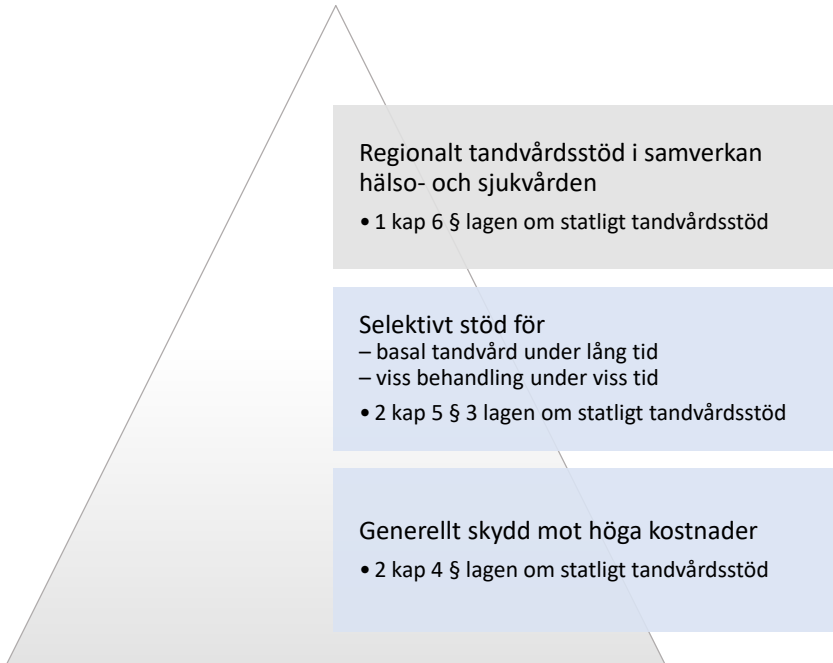 Regionalt tandvårdsstöd i samverkan
hälso- och sjukvården
• 1 kap 6 § lagen om statligt tandvårdsstöd
Selektivt stöd för
– basal tandvård under lång tid
– viss behandling under viss tid
• 2 kap 5 § 3 lagen om statligt tandvårdsstöd
Generellt skydd mot höga kostnader
• 2 kap 4 § lagen om statligt tandvårdsstöd